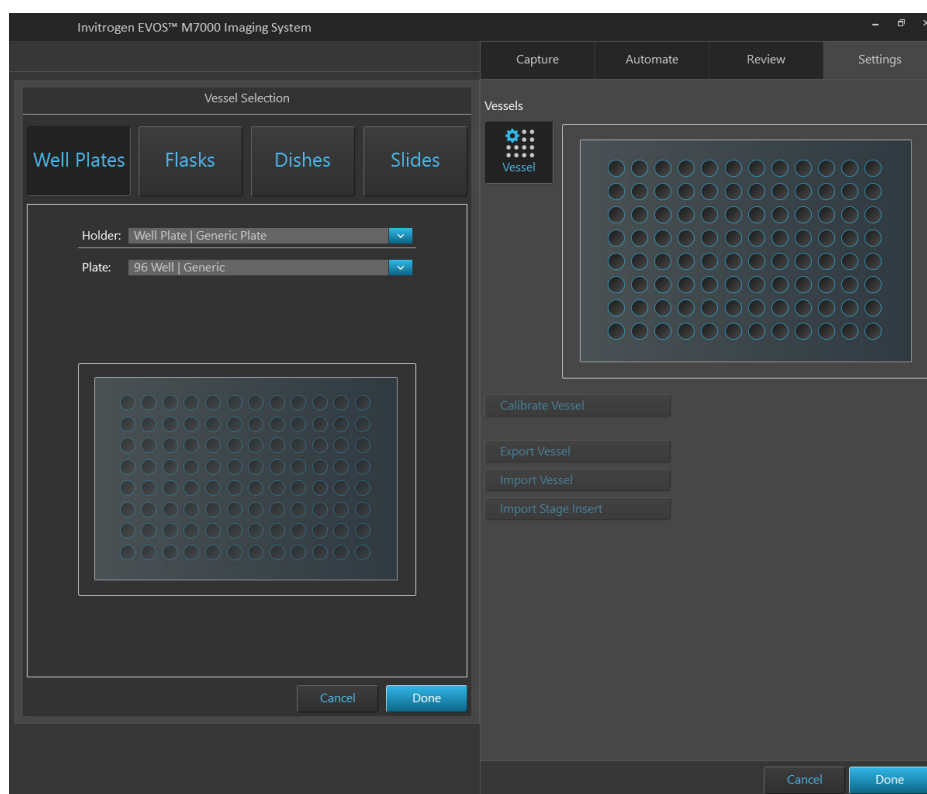 Invitrogen EVOS™ M7000 Imaging System
Capture Automate Review Settings
Vessel Selection
Well Plates Flasks Dishes Slides
Holder: Well Plate | Generic Plate
Plate: 96 Well | Generic
Cancel Done
Vessels
Vessel
Calibrate Vessel
Export Vessel
Import Vessel
Import Stage Insert
Cancel Done